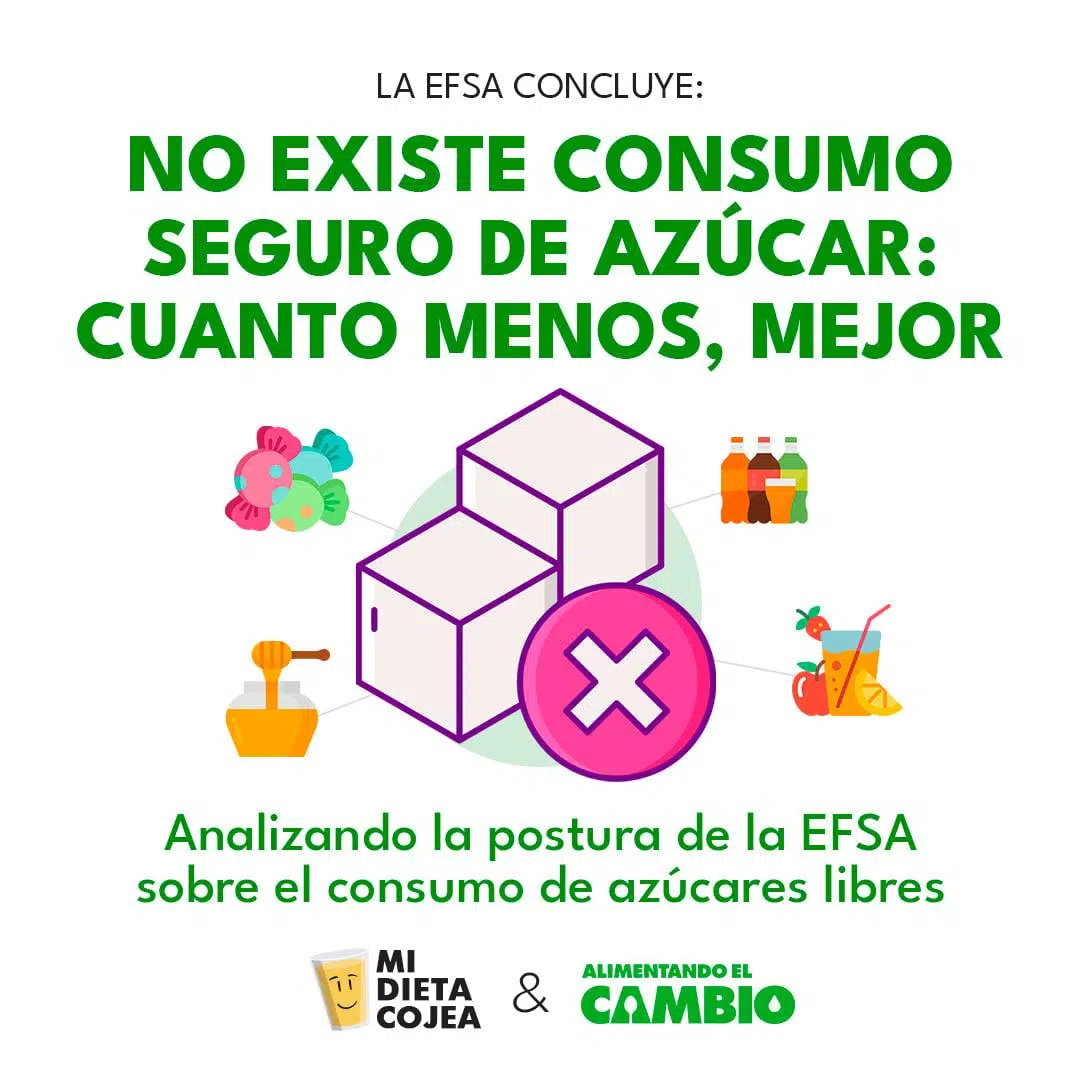 LA EFSA CONCLUYE:
NO EXISTE CONSUMO
SEGURO DE AZÚCAR:
CUANTO MENOS, MEJOR
Analizando la postura de la EFSA
sobre el consumo de azúcares libres
MI
DIETA
COJEA
&
ALIMENTANDO EL
CAMBIO